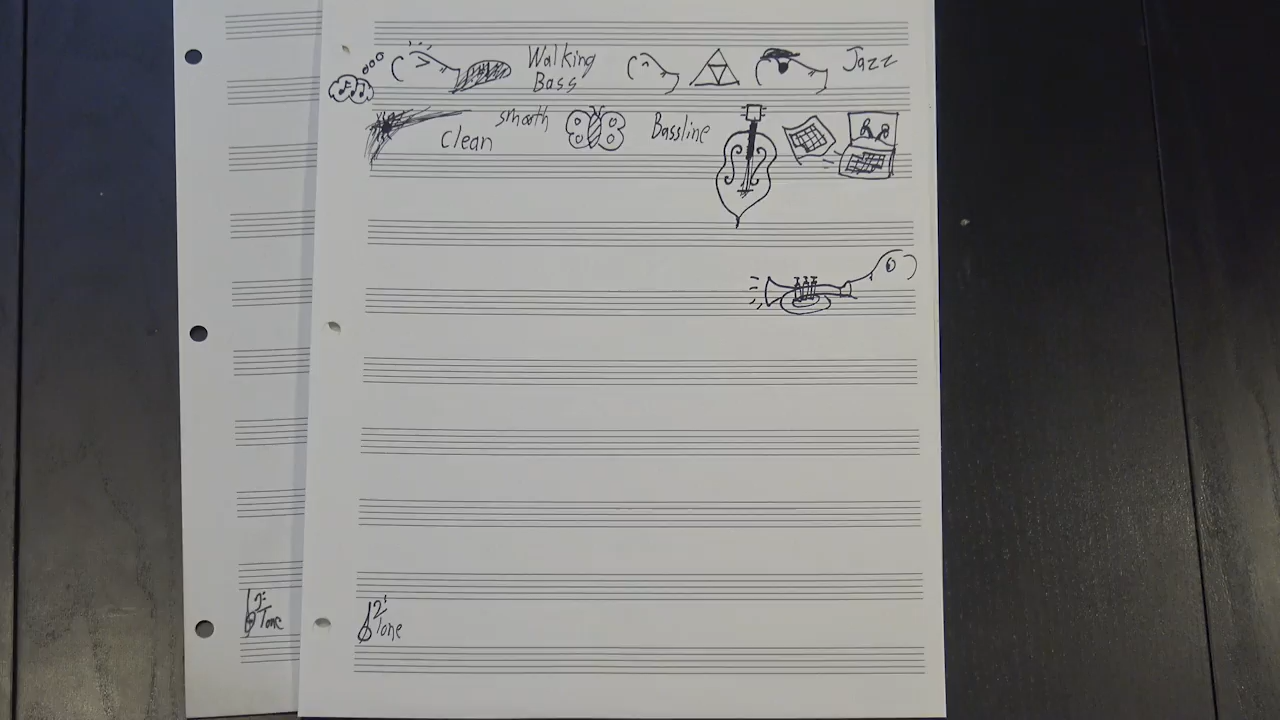 Walking Jazz
Bass
smooth
Clean Bassline
Tone Tone